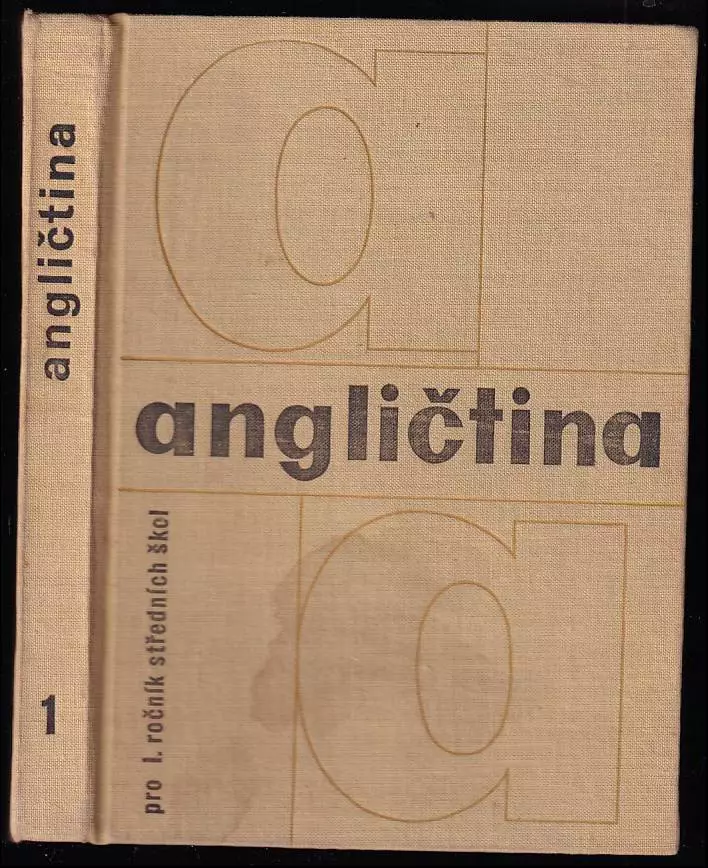 angličtina
1
angličtina
pro I. ročník středních škol